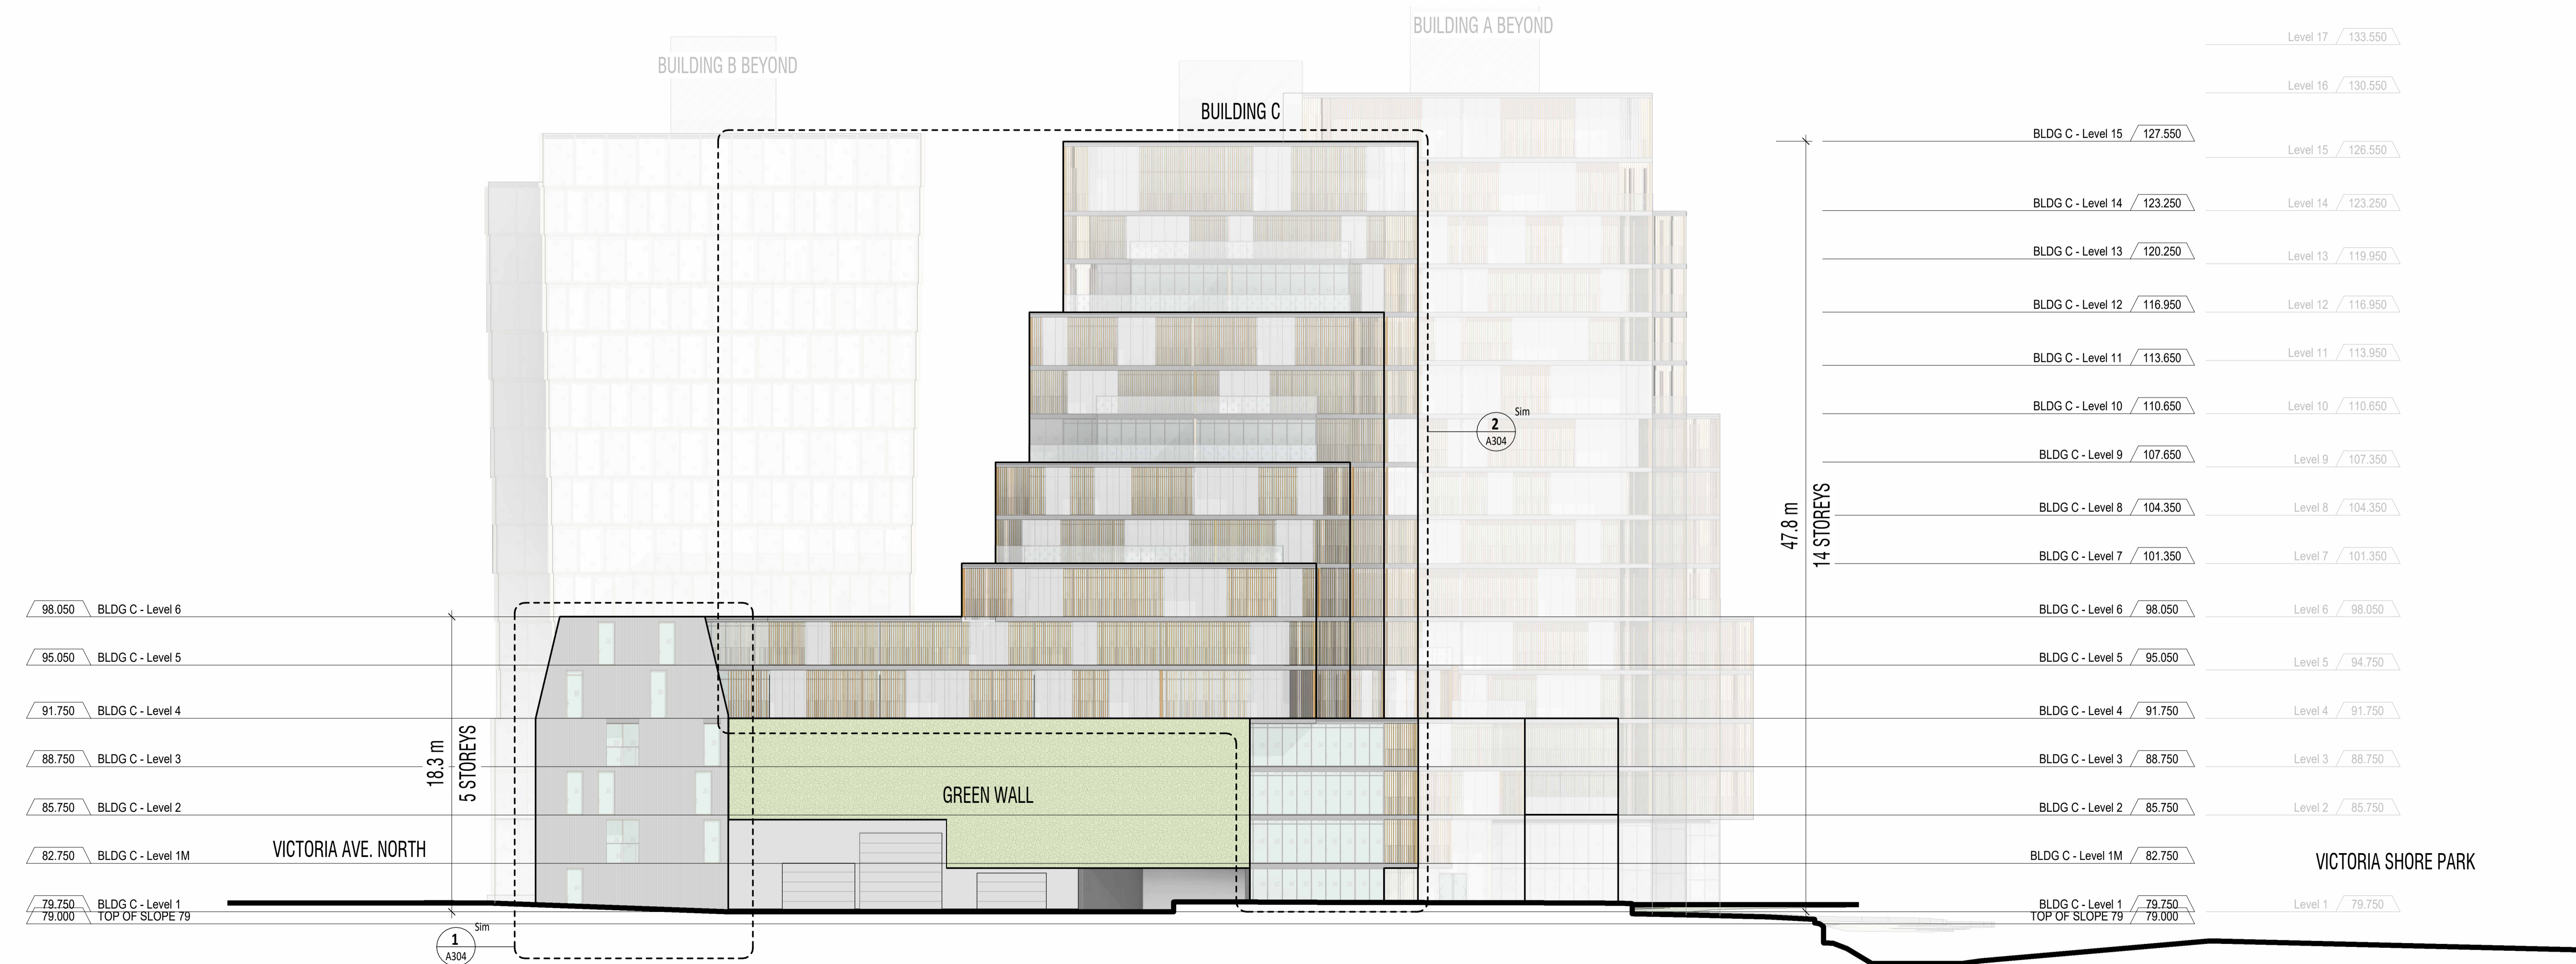 BUILDING B BEYOND
BUILDING A BEYOND
BUILDING C
Level 17 133.550
Level 16 130.550
BLDG C - Level 15 127.550
Level 15 126.550
BLDG C - Level 14 123.250
Level 14 123.250
BLDG C - Level 13 120.250
Level 13 119.950
BLDG C - Level 12 116.950
Level 12 116.950
BLDG C - Level 11 113.650
Level 11 113.950
BLDG C - Level 10 110.650
Level 10 110.650
BLDG C - Level 9 107.650
Level 9 107.350
BLDG C - Level 8 104.350
Level 8 104.350
BLDG C - Level 7 101.350
Level 7 101.350
BLDG C - Level 6 98.050
Level 6 98.050
BLDG C - Level 5 95.050
Level 5 94.750
BLDG C - Level 4 91.750
Level 4 91.750
BLDG C - Level 3 88.750
Level 3 88.750
BLDG C - Level 2 85.750
Level 2 85.750
BLDG C - Level 1M 82.750
BLDG C - Level 1 79.750
Level 1 79.750
TOP OF SLOPE 79 79.000
47.8 m
14 STOREYS
2
A304
Sim
98.050 BLDG C - Level 6
95.050 BLDG C - Level 5
91.750 BLDG C - Level 4
88.750 BLDG C - Level 3
85.750 BLDG C - Level 2
82.750 BLDG C - Level 1M
79.750 BLDG C - Level 1
79.000 TOP OF SLOPE 79
18.3 m
5 STOREYS
GREEN WALL
VICTORIA AVE. NORTH
VICTORIA SHORE PARK
1
A304
Sim